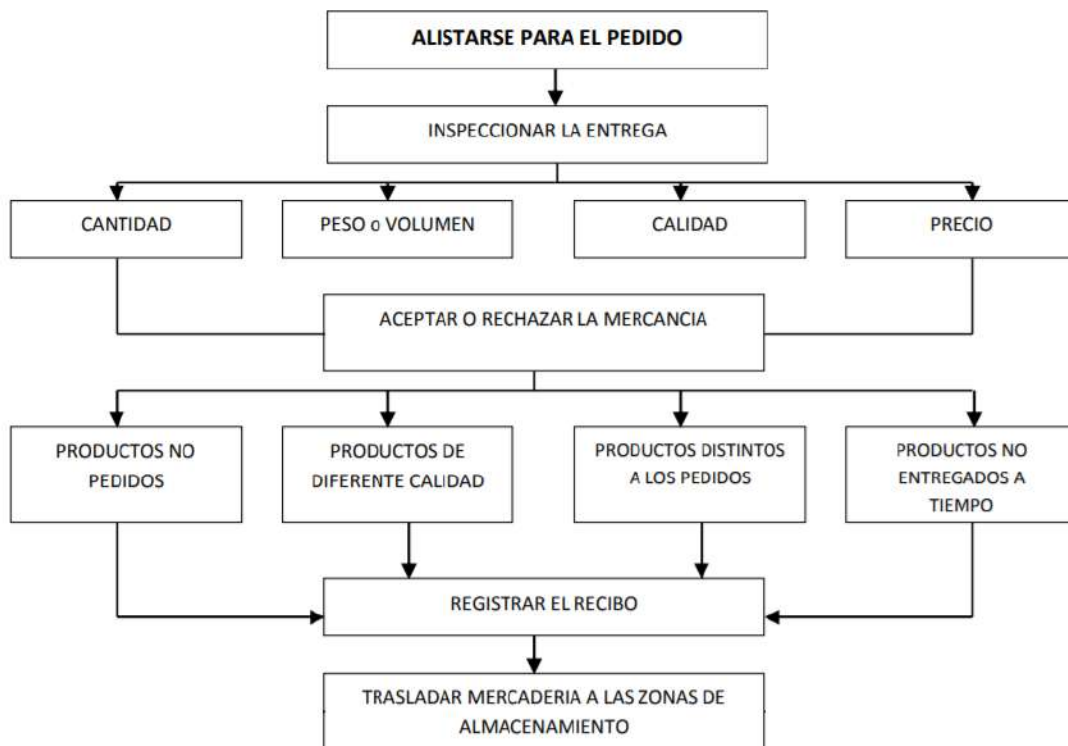 ALISTARSE PARA EL PEDIDO
INSPECCIONAR LA ENTREGA
CANTIDAD
PESO o VOLUMEN
CALIDAD
PRECIO
ACEPTAR O RECHAZAR LA MERCANCIA
PRODUCTOS NO
PEDIDOS
PRODUCTOS DE
DIFERENTE CALIDAD
PRODUCTOS DISTINTOS
A LOS PEDIDOS
PRODUCTOS NO
ENTREGADOS A
TIEMPO
REGISTRAR EL RECIBO
TRASLADAR MERCADERIA A LAS ZONAS DE
ALMACENAMIENTO